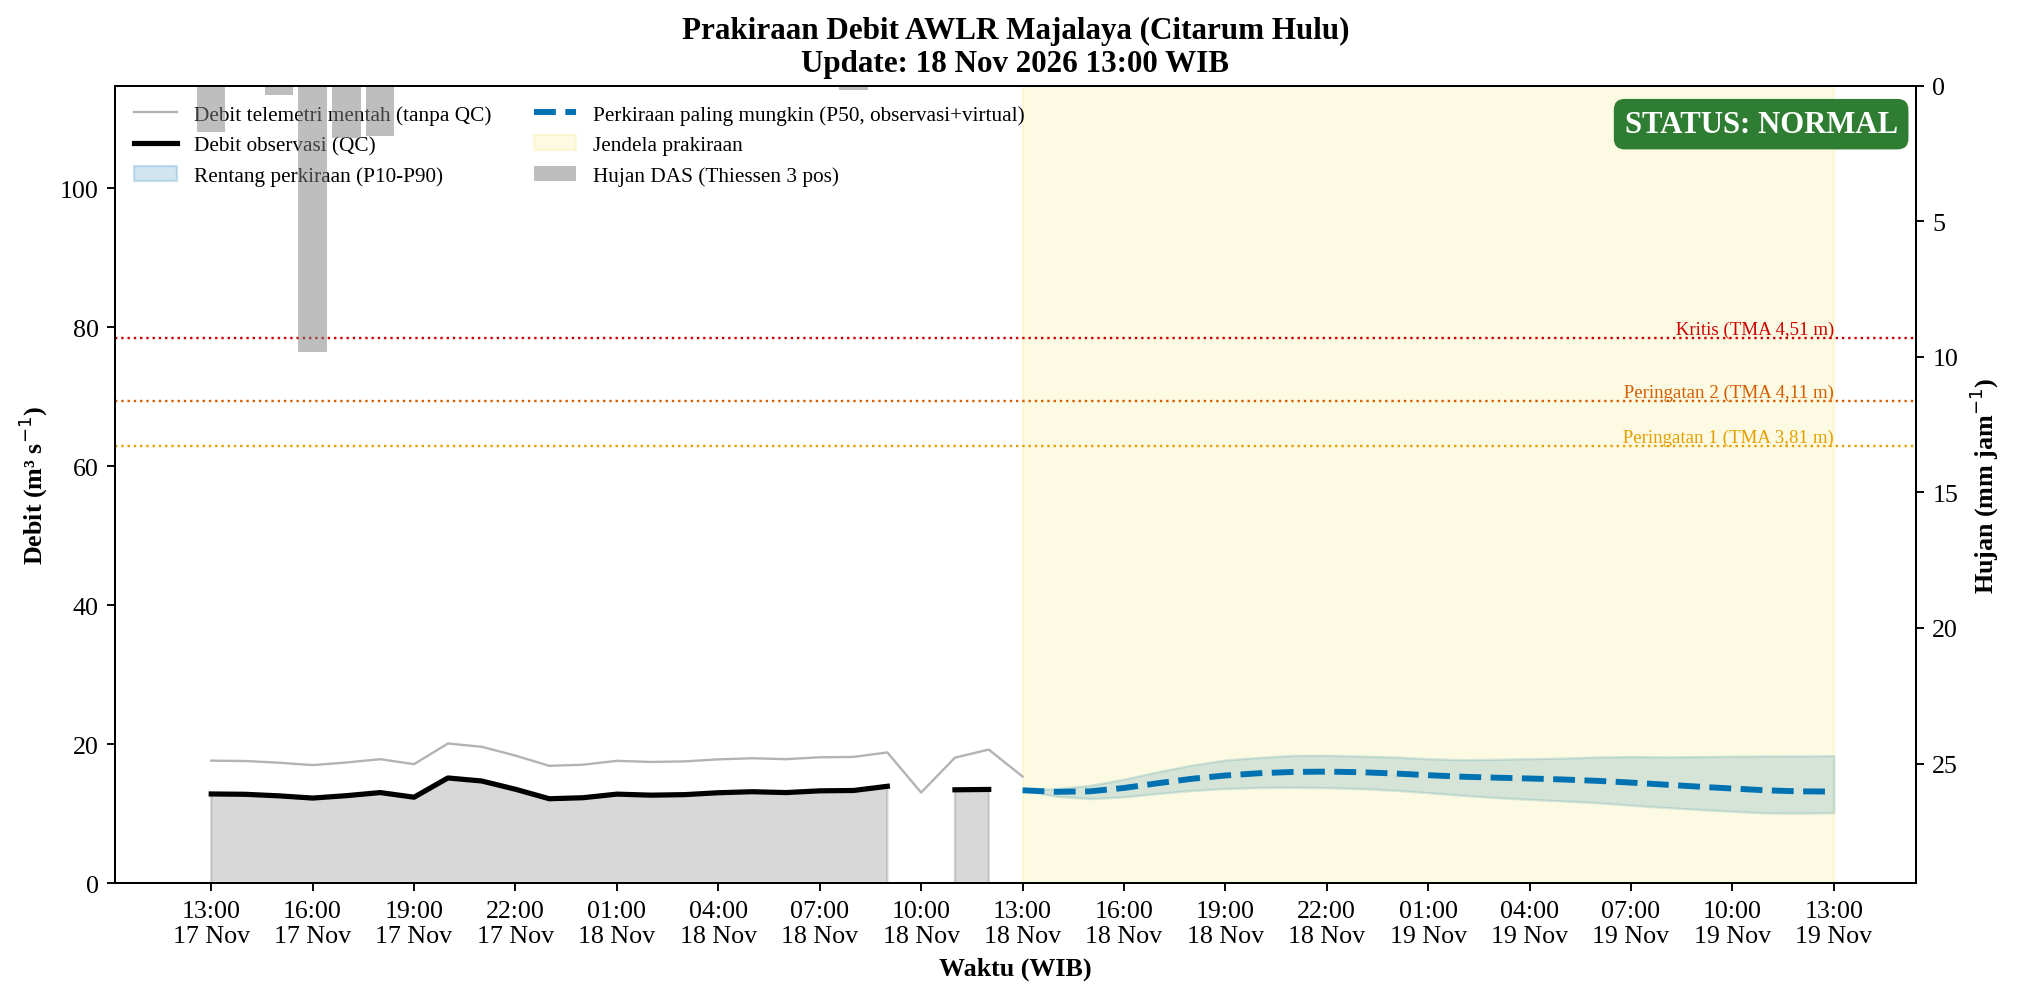 Prakiraan Debit AWLR Majalaya (Citarum Hulu)
Update: 18 Nov 2026 13:00 WIB
Debit telemetri mentah (tanpa QC)
Debit observasi (QC)
Rentang perkiraan (P10-P90)
Perkiraan paling mungkin (P50, observasi+virtual)
Jendela prakiraan
Hujan DAS (Thiessen 3 pos)
STATUS: NORMAL
Kritis (TMA 4,51 m)
Peringatan 2 (TMA 4,11 m)
Peringatan 1 (TMA 3,81 m)
Debit (m³ s⁻¹)
100
80
60
40
20
0
Hujan (mm jam⁻¹)
0
5
10
15
20
25
13:00 16:00 19:00 22:00 01:00 04:00 07:00 10:00 13:00 16:00 19:00 22:00 01:00 04:00 07:00 10:00 13:00
17 Nov 17 Nov 17 Nov 17 Nov 18 Nov 18 Nov 18 Nov 18 Nov 18 Nov 18 Nov 18 Nov 18 Nov 19 Nov 19 Nov 19 Nov 19 Nov 19 Nov
Waktu (WIB)